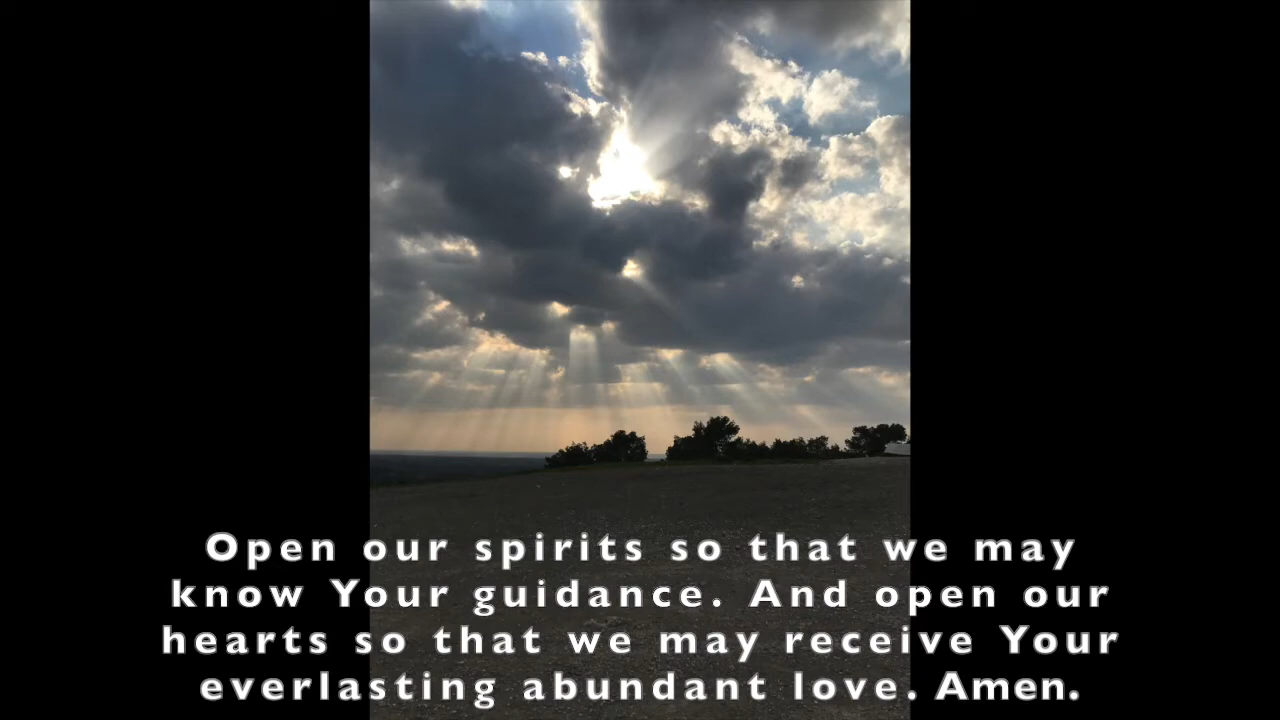 Open our spirits so that we may
know Your guidance. And open our
hearts so that we may receive Your
everlasting abundant love. Amen.